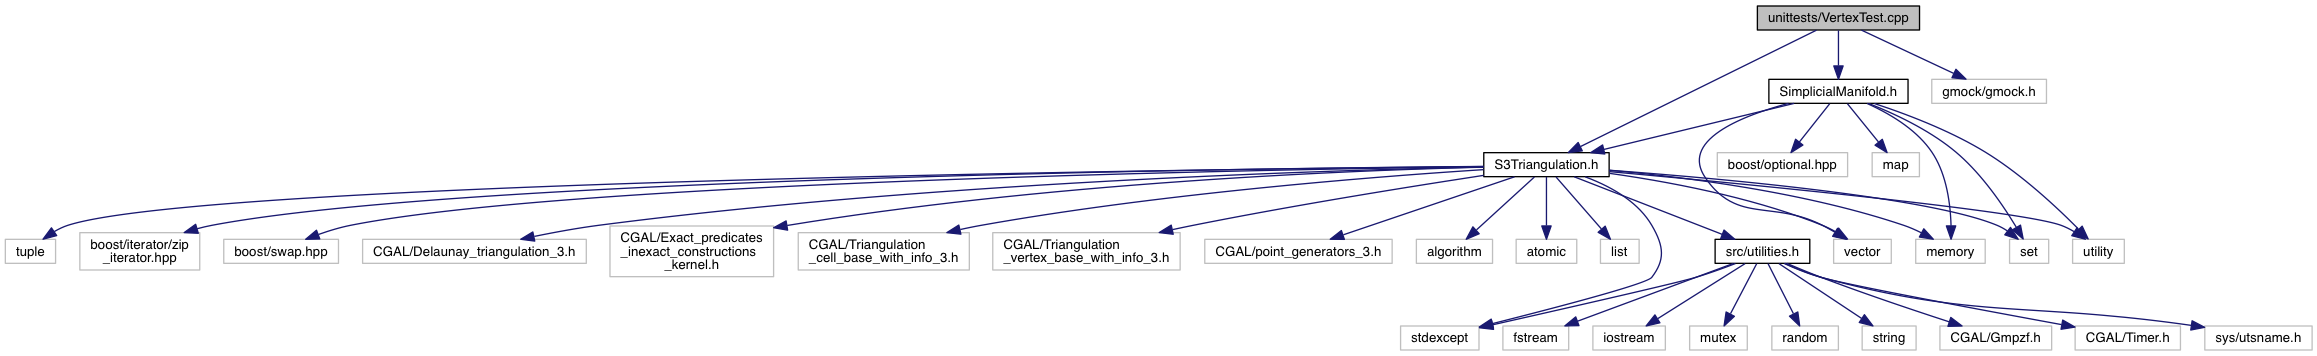 unittests/VertexTest.cpp
SimplicialManifold.h
gmock/gmock.h
S3Triangulation.h
boost/optional.hpp
map
tuple
boost/iterator/zip
_iterator.hpp
boost/swap.hpp
CGAL/Delaunay_triangulation_3.h
CGAL/Exact_predicates
_inexact_constructions
_kernel.h
CGAL/Triangulation
_cell_base_with_info_3.h
CGAL/Triangulation
_vertex_base_with_info_3.h
CGAL/point_generators_3.h
algorithm
atomic
list
src/utilities.h
vector
memory
set
utility
stdexcept
fstream
iostream
mutex
random
string
CGAL/Gmpzf.h
CGAL/Timer.h
sys/utsname.h